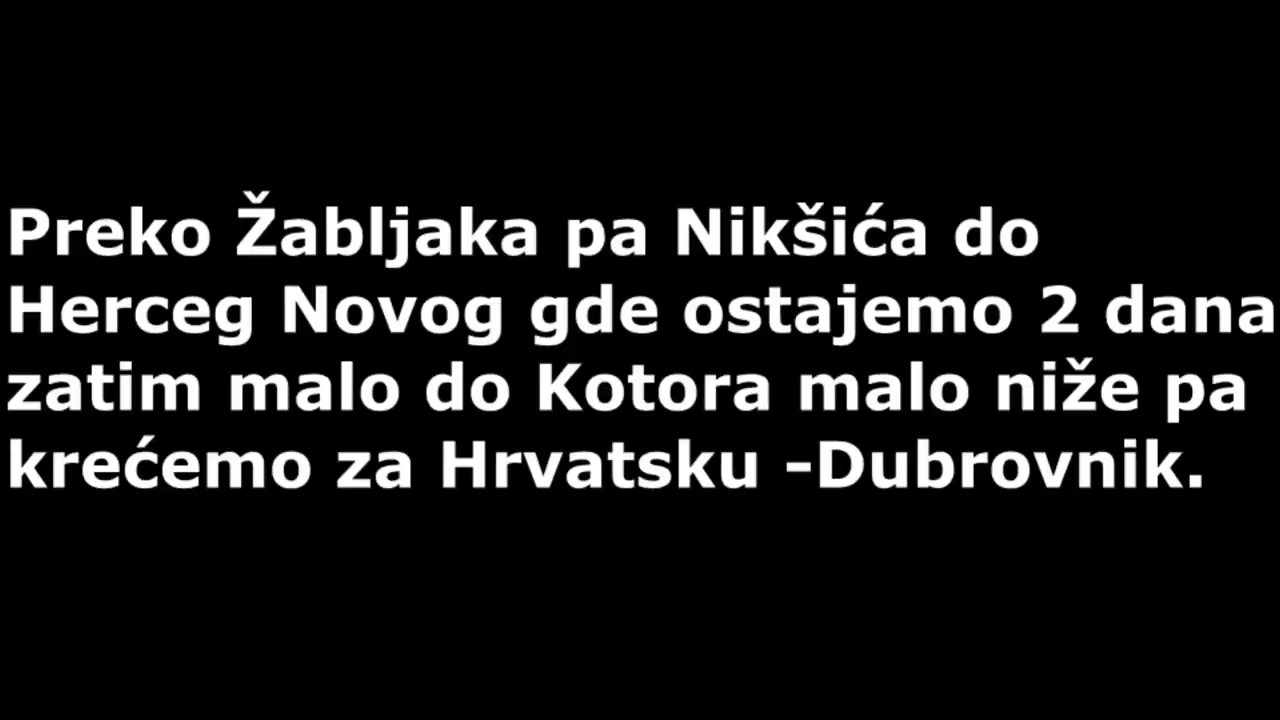 Preko Žabljaka pa Nikšića do
Herceg Novog gde ostajemo 2 dana
zatim malo do Kotora malo niže pa
krećemo za Hrvatsku -Dubrovnik.